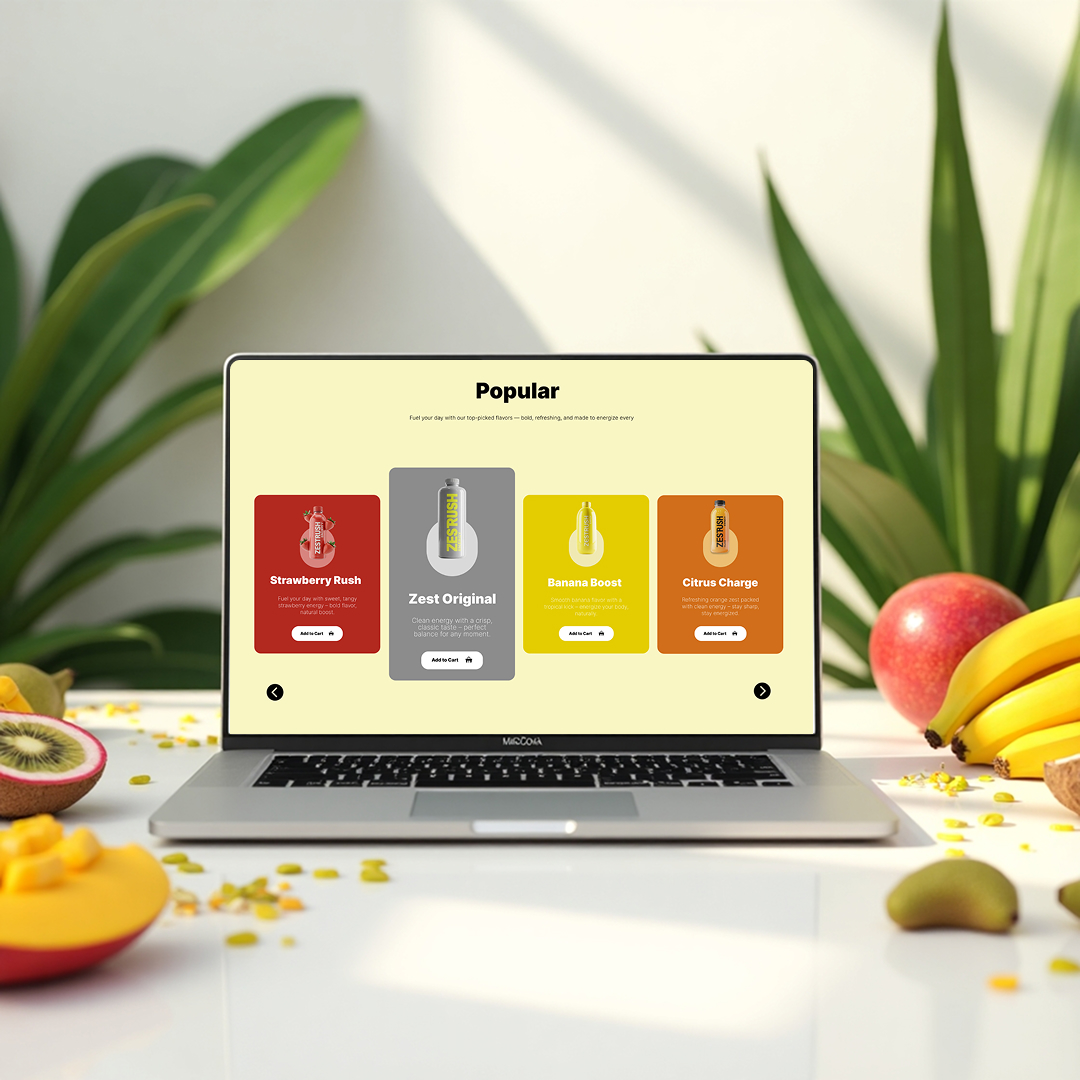 Popular
Fuel your day with our top-picked flavors — bold, refreshing, and made to energize every
ZESTRUSH
Strawberry Rush
Fuel your day with sweet, tangy
strawberry energy – bold flavor,
natural boost.
Add to Cart
ZES'RUSH
Zest Original
Clean energy with a crisp,
classic taste – perfect
balance for any moment.
Add to Cart
ZESTRUSH
Banana Boost
Smooth banana flavor with a
tropical kick – energize your body,
naturally.
Add to Cart
ZES'RUSH
Citrus Charge
Refreshing orange zest packed
with clean energy – stay sharp,
stay energized.
Add to Cart